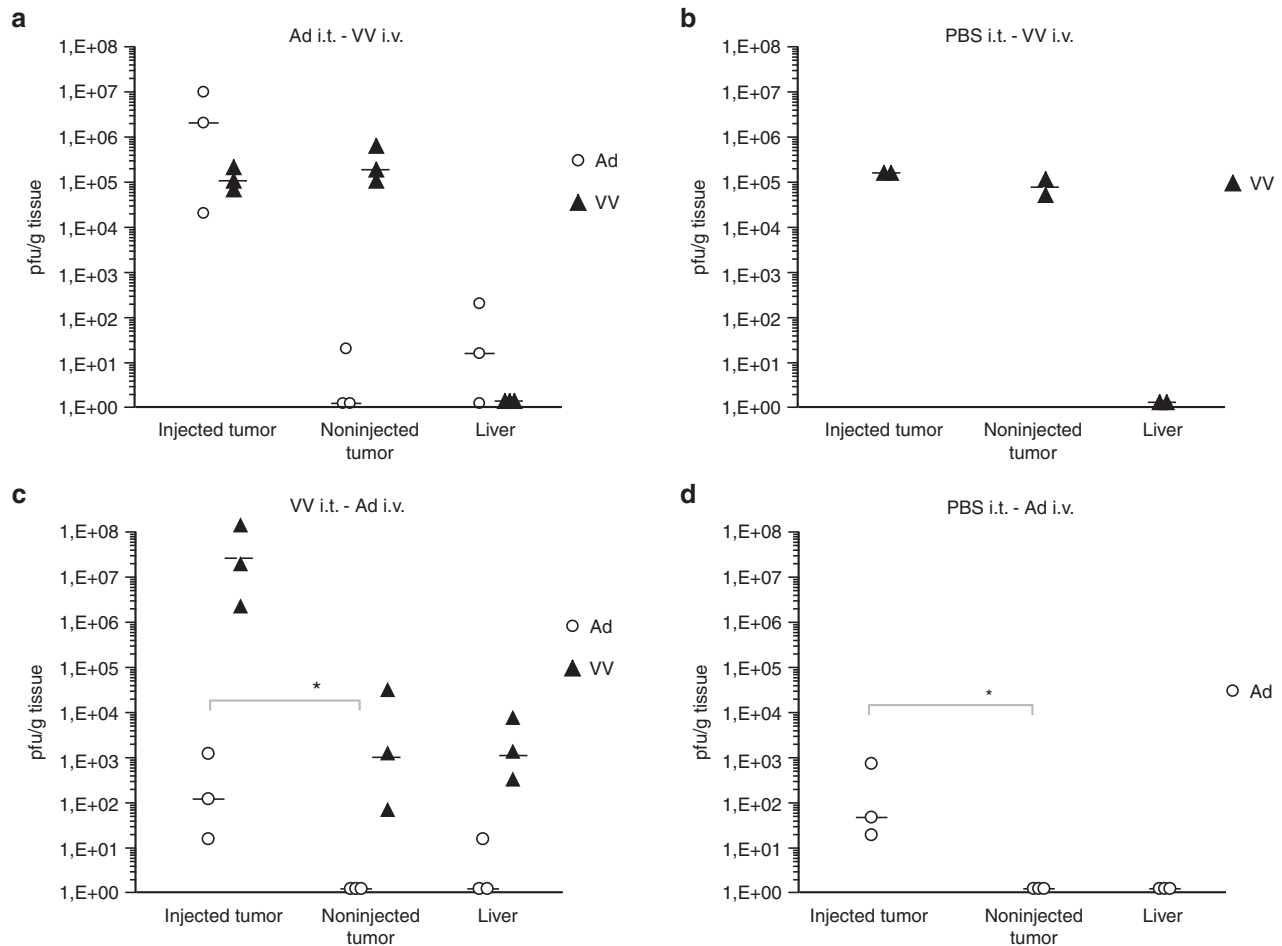 a
Ad i.t. - VV i.v.
pfu/g tissue
1,E+08
1,E+07
1,E+06
1,E+05
1,E+04
1,E+03
1,E+02
1,E+01
1,E+00
Injected tumor
Noninjected
tumor
Liver
Ad
VV
b
PBS i.t. - VV i.v.
pfu/g tissue
1,E+08
1,E+07
1,E+06
1,E+05
1,E+04
1,E+03
1,E+02
1,E+01
1,E+00
Injected tumor
Noninjected
tumor
Liver
VV
c
VV i.t. - Ad i.v.
pfu/g tissue
1,E+08
1,E+07
1,E+06
1,E+05
1,E+04
1,E+03
1,E+02
1,E+01
1,E+00
*
Injected tumor
Noninjected
tumor
Liver
Ad
VV
d
PBS i.t. - Ad i.v.
pfu/g tissue
1,E+08
1,E+07
1,E+06
1,E+05
1,E+04
1,E+03
1,E+02
1,E+01
1,E+00
*
Injected tumor
Noninjected
tumor
Liver
Ad